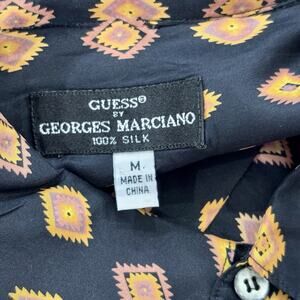 GUESS®
BY
GEORGES MARCIANO
100% SILK
M
MADE IN
CHINA